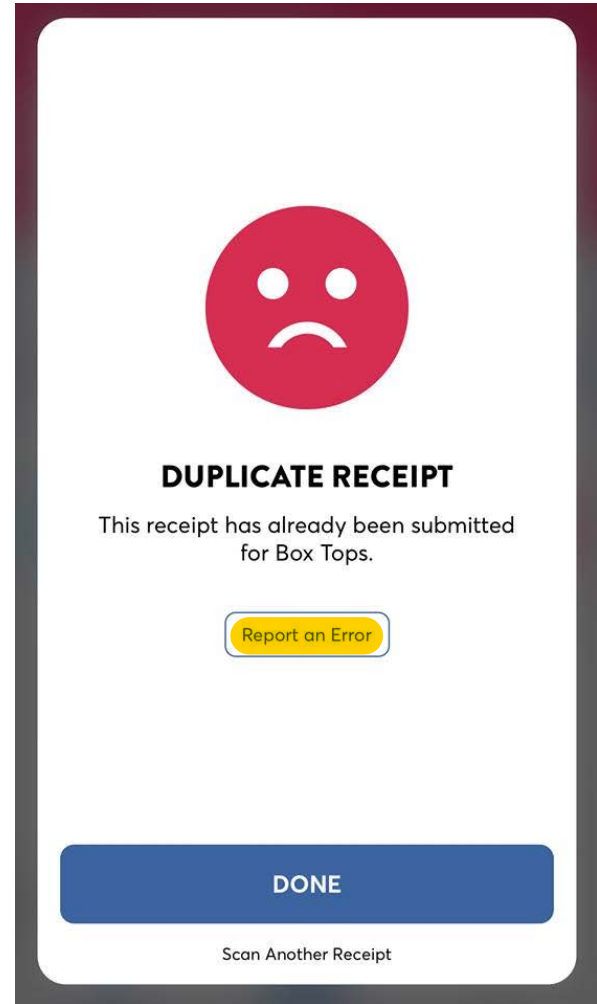 DUPLICATE RECEIPT
This receipt has already been submitted
for Box Tops.
Report an Error
DONE
Scan Another Receipt